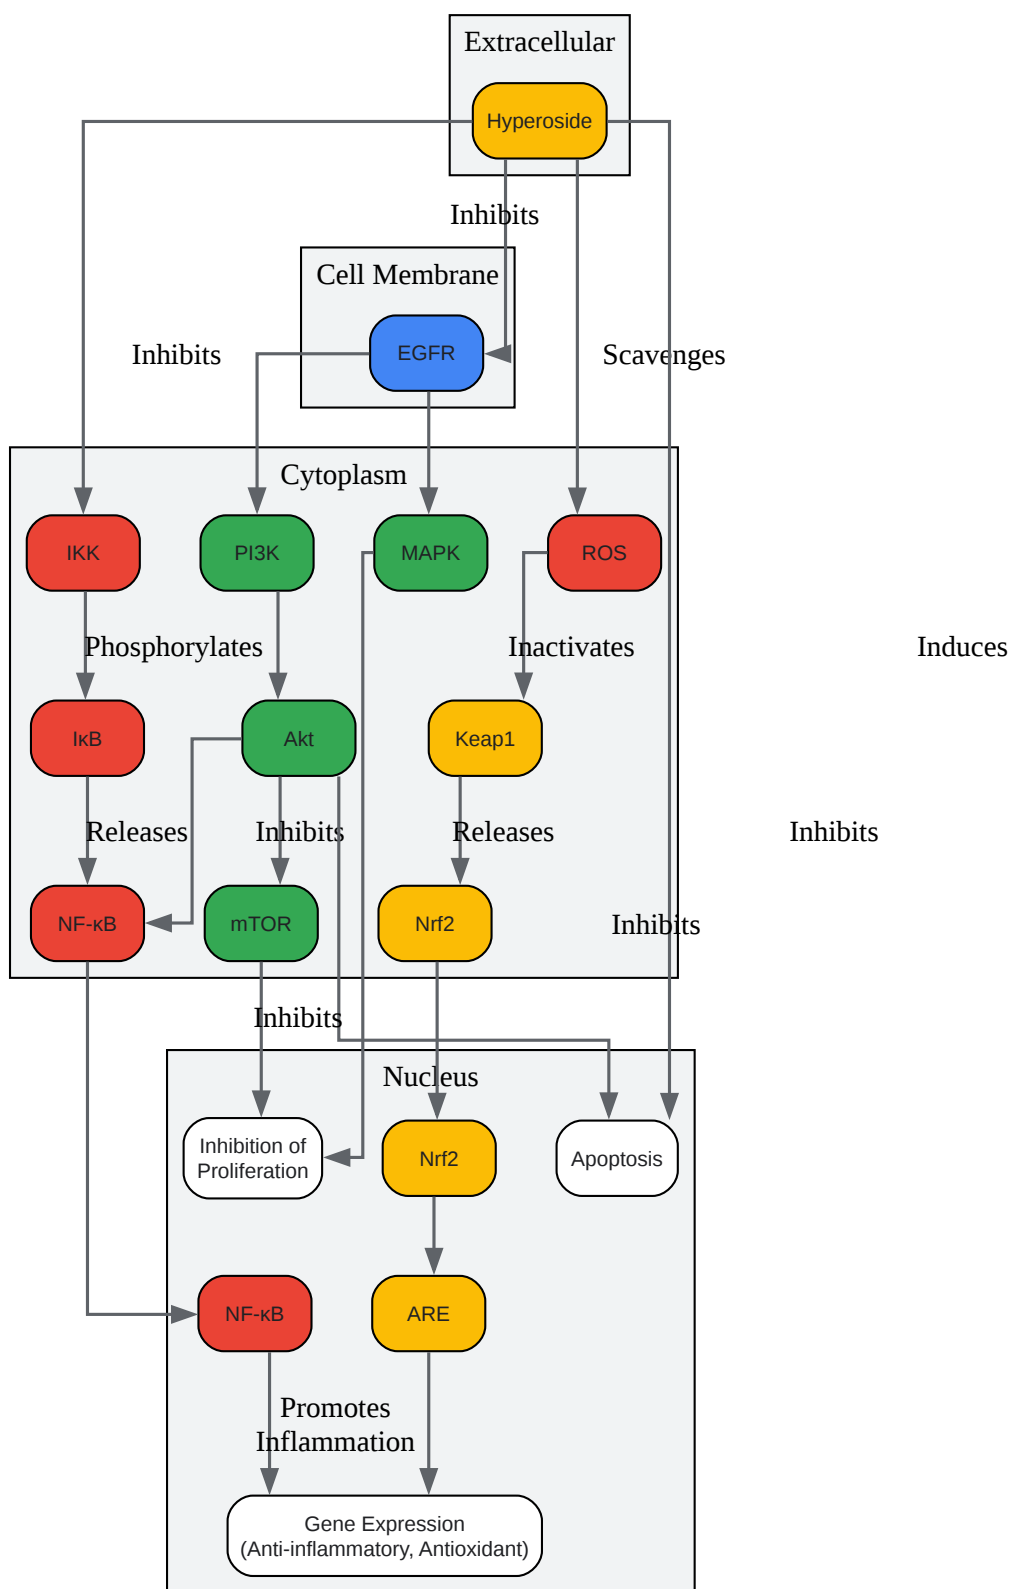 Extracellular
Hyperoside
Inhibits
Cell Membrane
EGFR
Inhibits
Scavenges
Cytoplasm
IKK
PI3K
MAPK
ROS
Phosphorylates
Inactivates
Induces
IκB
Akt
Keap1
Releases
Inhibits
Releases
Inhibits
NF-κB
mTOR
Nrf2
Inhibits
Inhibits
Nucleus
Inhibition of
Proliferation
Nrf2
Apoptosis
NF-κB
ARE
Promotes
Inflammation
Gene Expression
(Anti-inflammatory, Antioxidant)